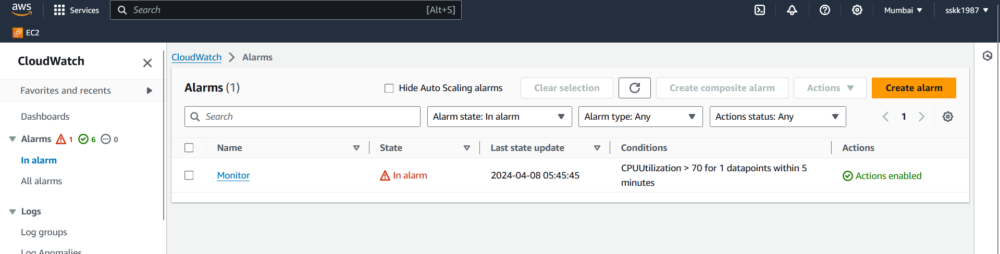 aws
Services
Search [Alt+S]
Mumbai
sskk1987
EC2
CloudWatch
Favorites and recents
Dashboards
Alarms 1 6 0
In alarm
All alarms
Logs
Log groups
Log Anomalies
CloudWatch > Alarms
Alarms (1)
Hide Auto Scaling alarms
Clear selection
Create composite alarm
Actions
Create alarm
Search
Alarm state: In alarm
Alarm type: Any
Actions status: Any
1
Name State Last state update Conditions Actions
Monitor In alarm 2024-04-08 05:45:45 CPUUtilization > 70 for 1 datapoints within 5
minutes
Actions enabled